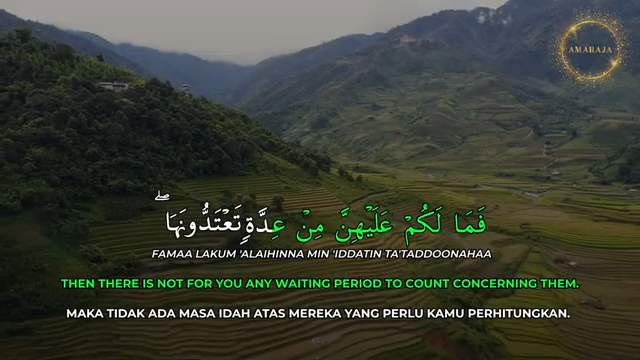 AMARAJA
فَمَا لَكُمْ عَلَيْهِنَّ مِنْ عِدَّةٍ تَعْتَدُّونَهَا ۖ
FAMAA LAKUM 'ALAIHINNA MIN 'IDDATIN TA'TADDOONAHAA
THEN THERE IS NOT FOR YOU ANY WAITING PERIOD TO COUNT CONCERNING THEM.
MAKA TIDAK ADA MASA IDAH ATAS MEREKA YANG PERLU KAMU PERHITUNGKAN.